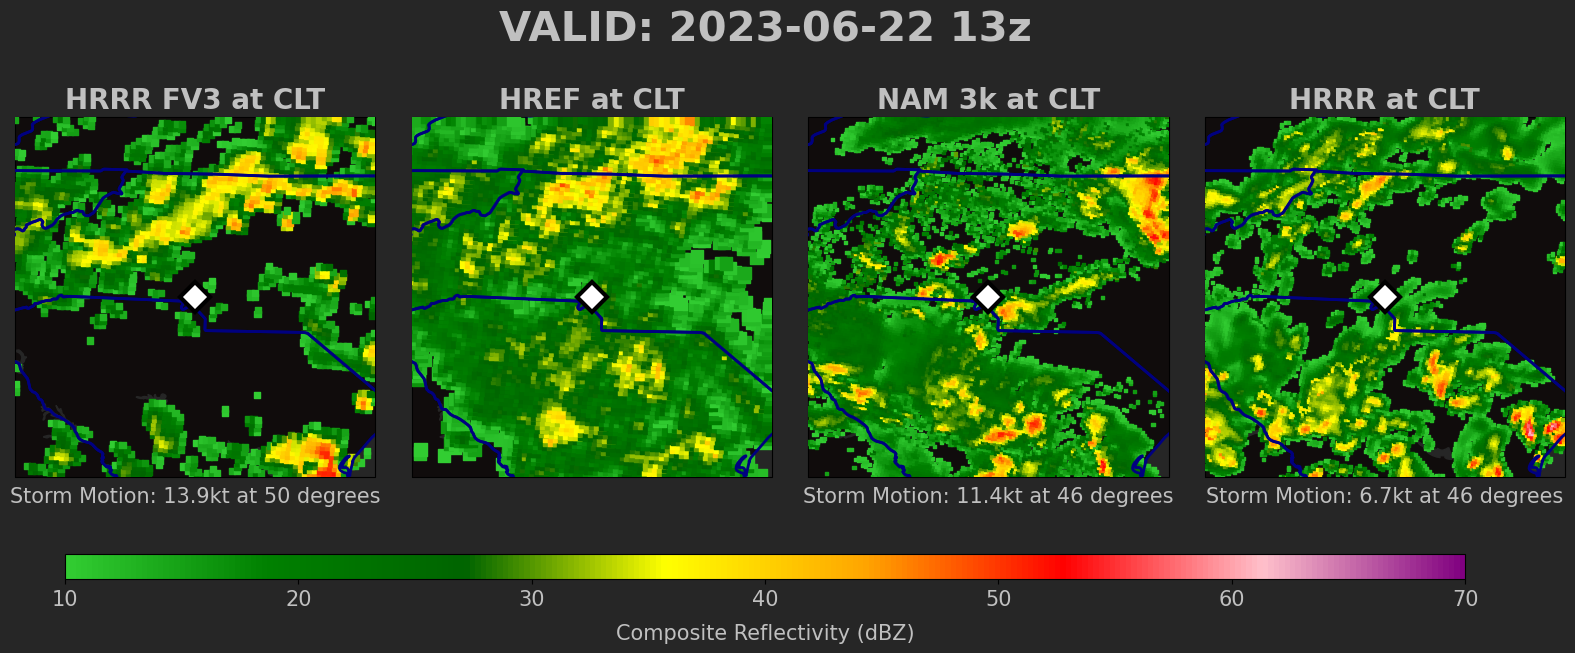 VALID: 2023-06-22 13z
HRRR FV3 at CLT
HREF at CLT
NAM 3k at CLT
HRRR at CLT
Storm Motion: 13.9kt at 50 degrees
Storm Motion: 11.4kt at 46 degrees
Storm Motion: 6.7kt at 46 degrees
10 20 30 40 50 60 70
Composite Reflectivity (dBZ)